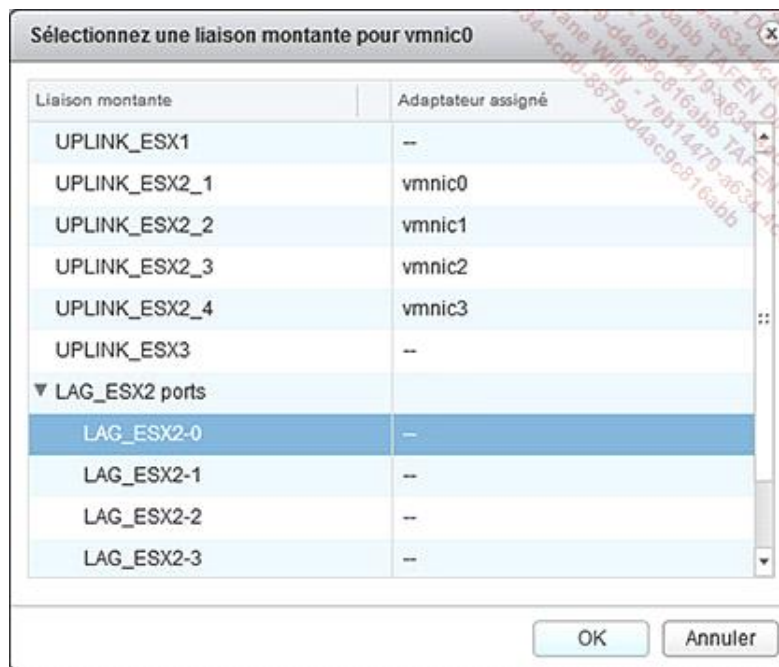 Sélectionnez une liaison montante pour vmnic0
Liaison montante Adaptateur assigné
UPLINK_ESX1 --
UPLINK_ESX2_1 vmnic0
UPLINK_ESX2_2 vmnic1
UPLINK_ESX2_3 vmnic2
UPLINK_ESX2_4 vmnic3
UPLINK_ESX3 --
LAG_ESX2 ports
LAG_ESX2-0 --
LAG_ESX2-1 --
LAG_ESX2-2 --
LAG_ESX2-3 --
OK Annuler